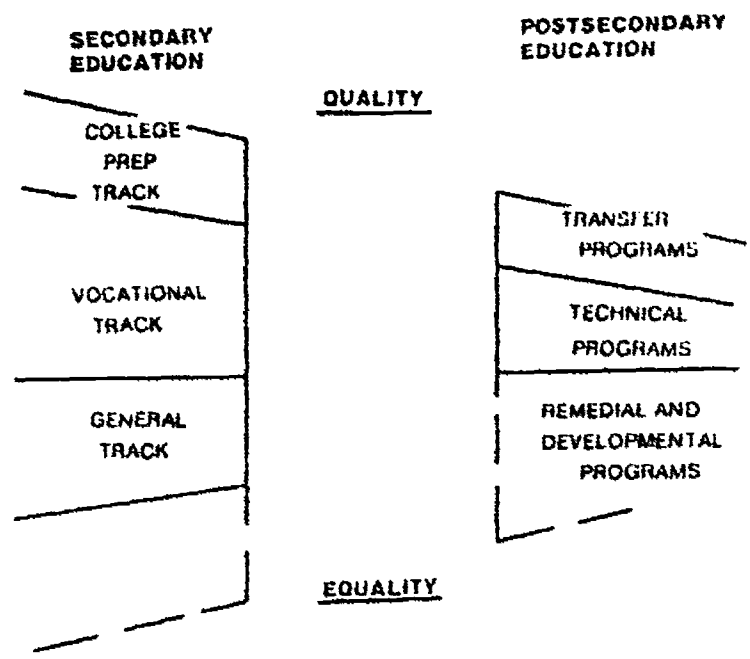 SECONDARY
EDUCATION
COLLEGE
PREP
TRACK
VOCATIONAL
TRACK
GENERAL
TRACK
QUALITY
EQUALITY
POSTSECONDARY
EDUCATION
TRANSFER
PROGRAMS
TECHNICAL
PROGRAMS
REMEDIAL AND
DEVELOPMENTAL
PROGRAMS